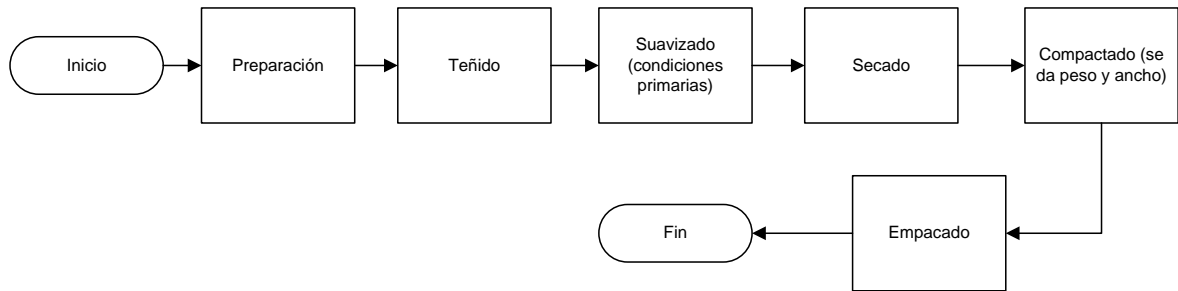 Inicio
Preparación
Teñido
Suavizado
(condiciones
primarias)
Secado
Compactado (se
da peso y ancho)
Fin
Empacado